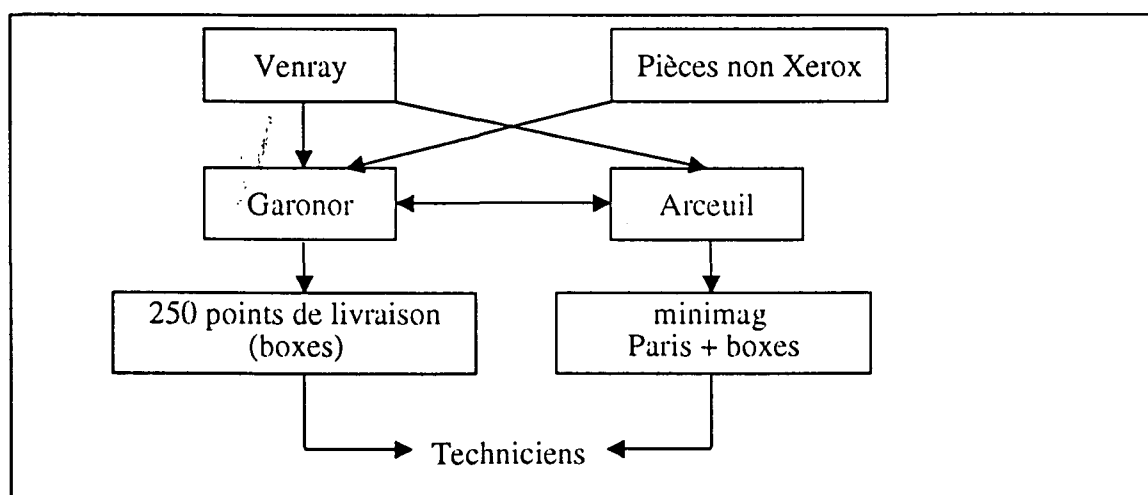 Venray
Pièces non Xerox
Garonor
Arceuil
250 points de livraison
(boxes)
minimag
Paris + boxes
Techniciens